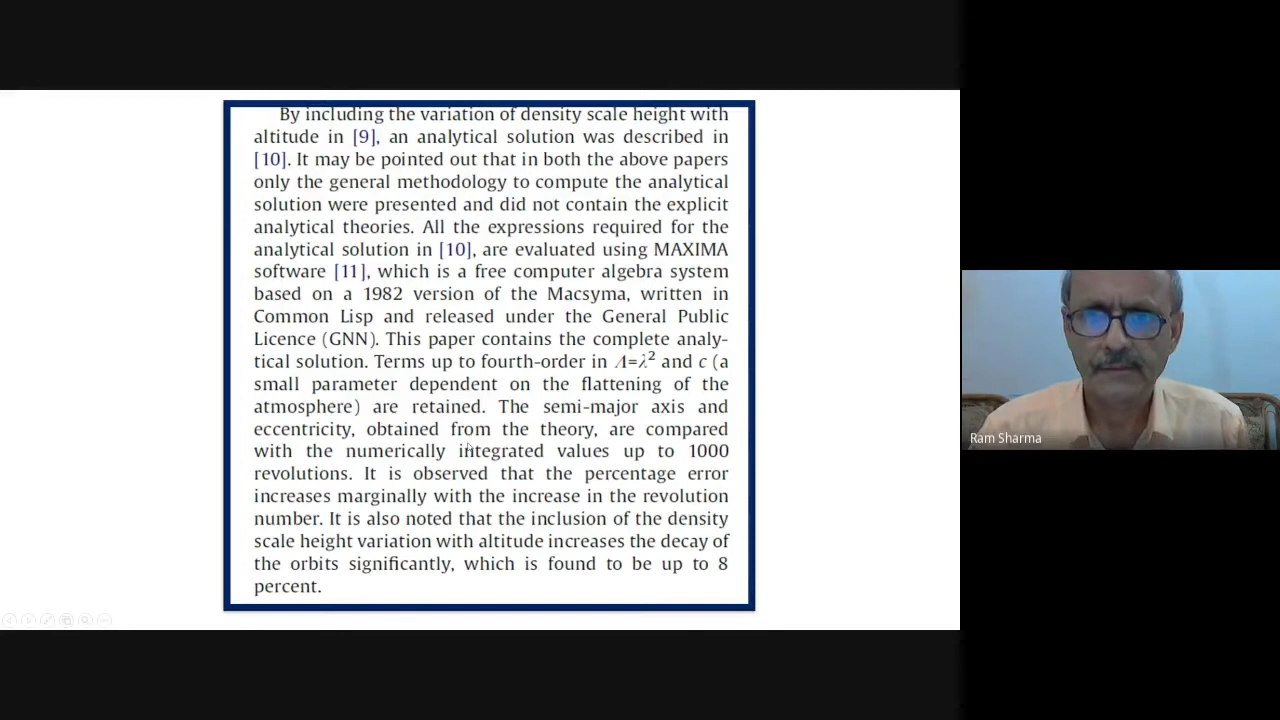 By including the variation of density scale height with
altitude in [9], an analytical solution was described in
[10]. It may be pointed out that in both the above papers
only the general methodology to compute the analytical
solution were presented and did not contain the explicit
analytical theories. All the expressions required for the
analytical solution in [10], are evaluated using MAXIMA
software [11], which is a free computer algebra system
based on a 1982 version of the Macsyma, written in
Common Lisp and released under the General Public
Licence (GNN). This paper contains the complete analy-
tical solution. Terms up to fourth-order in Λ=λ² and c (a
small parameter dependent on the flattening of the
atmosphere) are retained. The semi-major axis and
eccentricity, obtained from the theory, are compared
with the numerically integrated values up to 1000
revolutions. It is observed that the percentage error
increases marginally with the increase in the revolution
number. It is also noted that the inclusion of the density
scale height variation with altitude increases the decay of
the orbits significantly, which is found to be up to 8
percent.
Ram Sharma